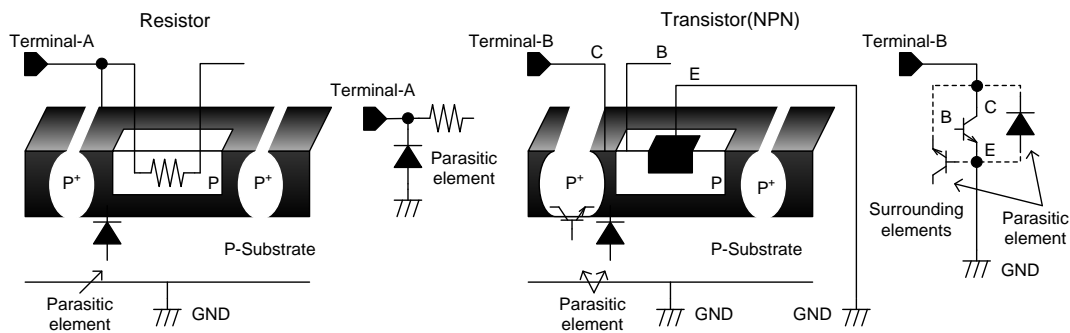 Resistor
Terminal-A
P+
P
P+
P-Substrate
Parasitic
element
GND
Terminal-A
Parasitic
element
Transistor(NPN)
Terminal-B
C
B
E
P+
P
P+
P-Substrate
Parasitic
element
GND
GND
Terminal-B
C
B
E
Surrounding
elements
Parasitic
element
GND